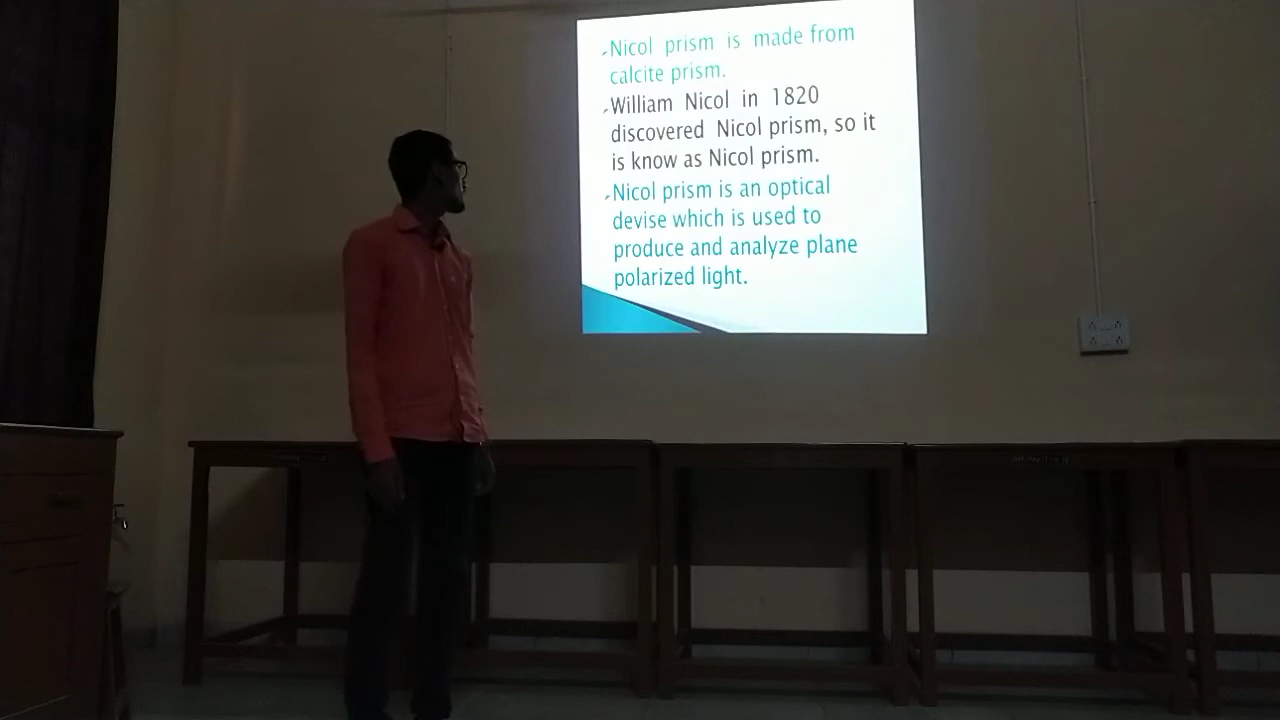 Nicol prism is made from
calcite prism.
William Nicol in 1820
discovered Nicol prism, so it
is know as Nicol prism.
Nicol prism is an optical
devise which is used to
produce and analyze plane
polarized light.